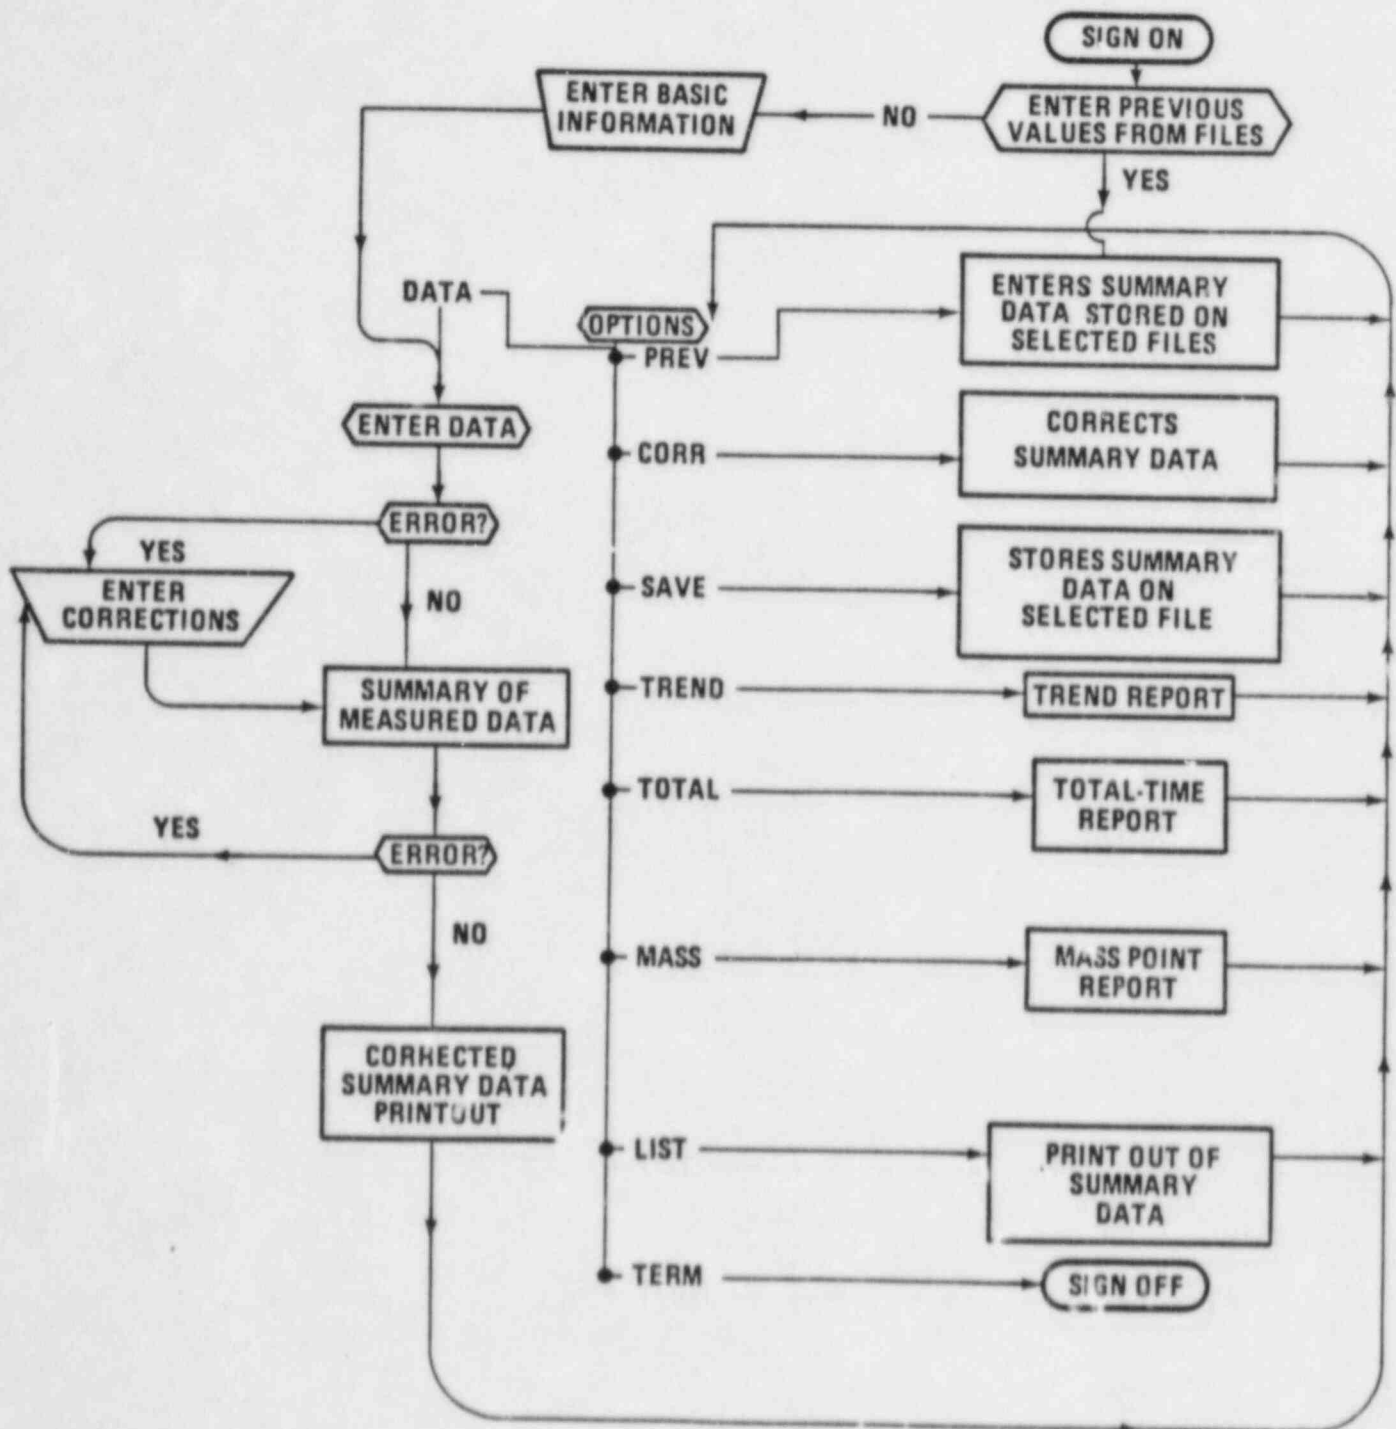 SIGN ON
ENTER PREVIOUS
VALUES FROM FILES
NO
ENTER BASIC
INFORMATION
YES
DATA
OPTIONS
PREV
ENTERS SUMMARY
DATA STORED ON
SELECTED FILES
ENTER DATA
CORR
CORRECTS
SUMMARY DATA
ERROR?
YES
NO
ENTER
CORRECTIONS
SAVE
STORES SUMMARY
DATA ON
SELECTED FILE
SUMMARY OF
MEASURED DATA
TREND
TREND REPORT
TOTAL
TOTAL-TIME
REPORT
YES
ERROR?
NO
MASS
MASS POINT
REPORT
CORRECTED
SUMMARY DATA
PRINTOUT
LIST
PRINT OUT OF
SUMMARY
DATA
TERM
SIGN OFF